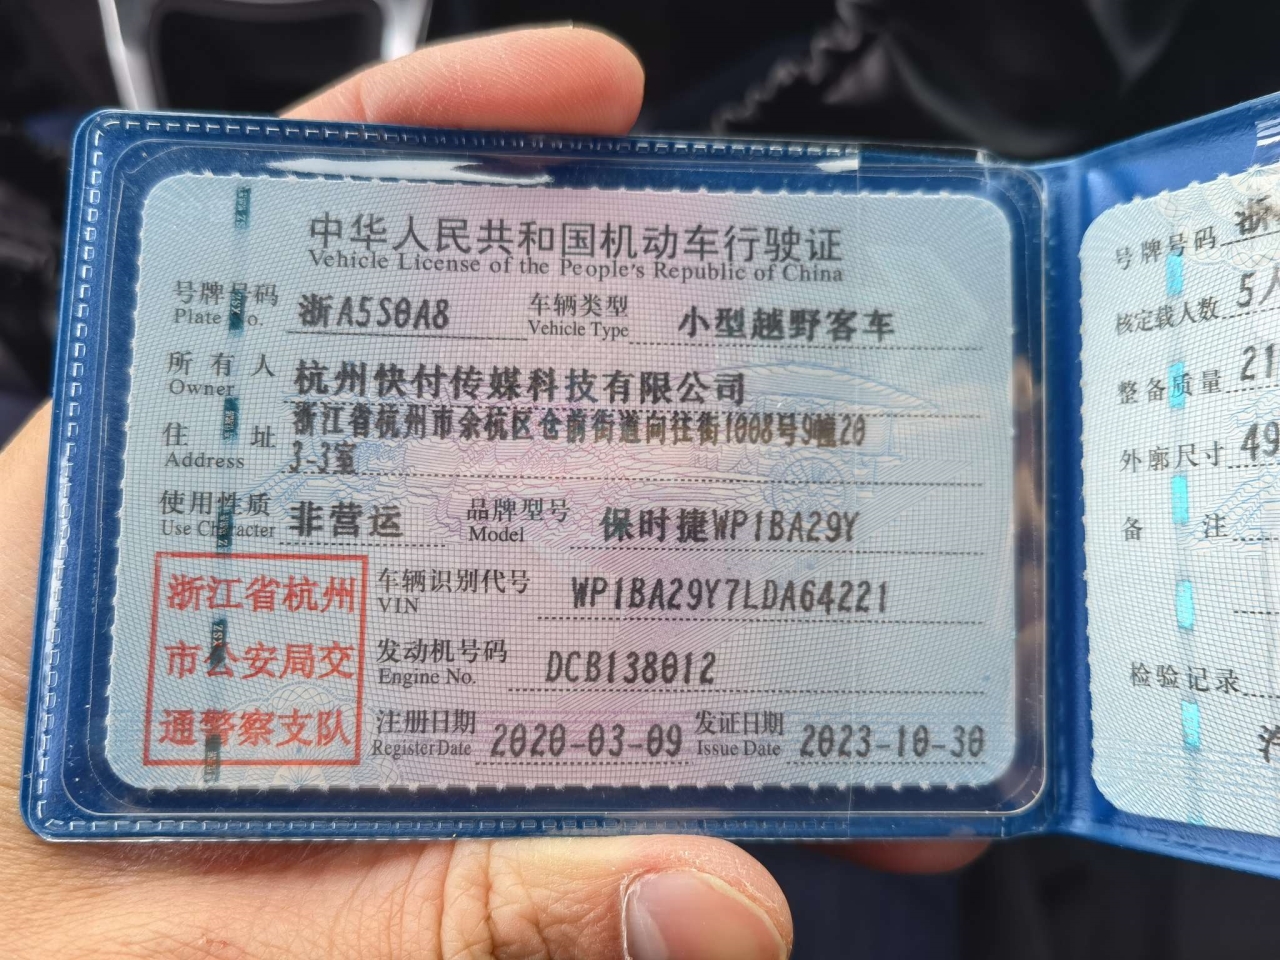 中华人民共和国机动车行驶证
Vehicle License of the People's Republic of China
号牌号码 浙A5S0A8 车辆类型 小型越野客车
Plate No. Vehicle Type
所有人 杭州快付传媒科技有限公司
Owner
住址 浙江省杭州市余杭区仓前街道向往街1008号9幢20
Address 3-3室
使用性质 非营运 品牌型号 保时捷WP1BA29Y
Use Character Model
浙江省杭州
市公安局交
通警察支队
车辆识别代号 WP1BA29Y7LDA64221
VIN
发动机号码 DCB138012
Engine No.
注册日期 2020-03-09 发证日期 2023-10-30
Register Date Issue Date
号牌号码 浙
核定载人数 5人
整备质量 21
外廓尺寸 49
备注
检验记录